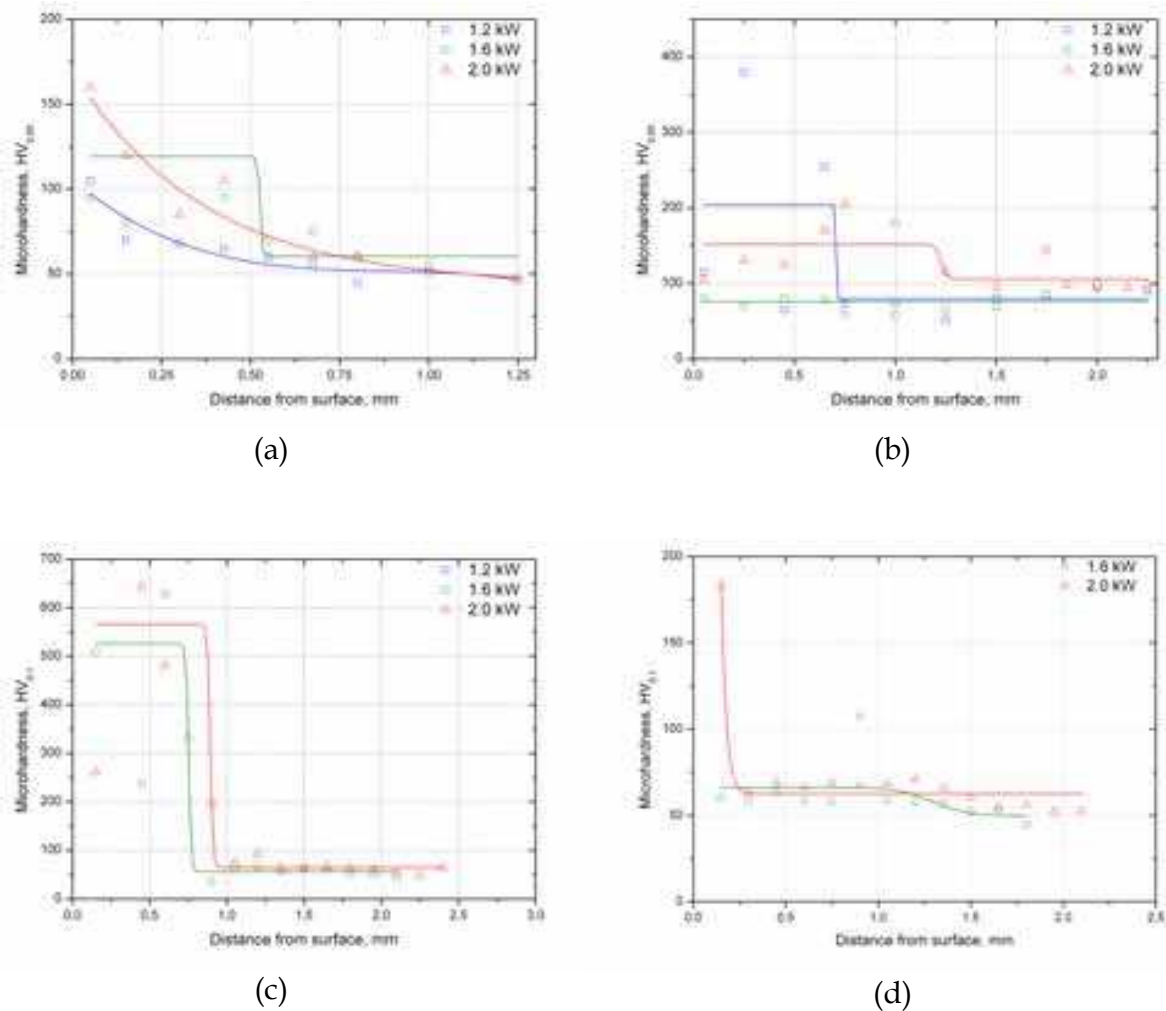 200
150
100
50
0
0.00 0.25 0.50 0.75 1.00 1.25
Microhardness, HV
Distance from surface, mm
1.2 kW
1.6 kW
2.0 kW
(a)
400
300
200
100
0
0.0 0.5 1.0 1.5 2.0
Microhardness, HV
Distance from surface, mm
1.2 kW
1.6 kW
2.0 kW
(b)
700
600
500
400
300
200
100
0
0.0 0.5 1.0 1.5 2.0 2.5 3.0
Microhardness, HV0.1
Distance from surface, mm
1.2 kW
1.6 kW
2.0 kW
(c)
200
150
100
50
0
0.0 0.5 1.0 1.5 2.0 2.5
Microhardness, HV0.1
Distance from surface, mm
1.6 kW
2.0 kW
(d)